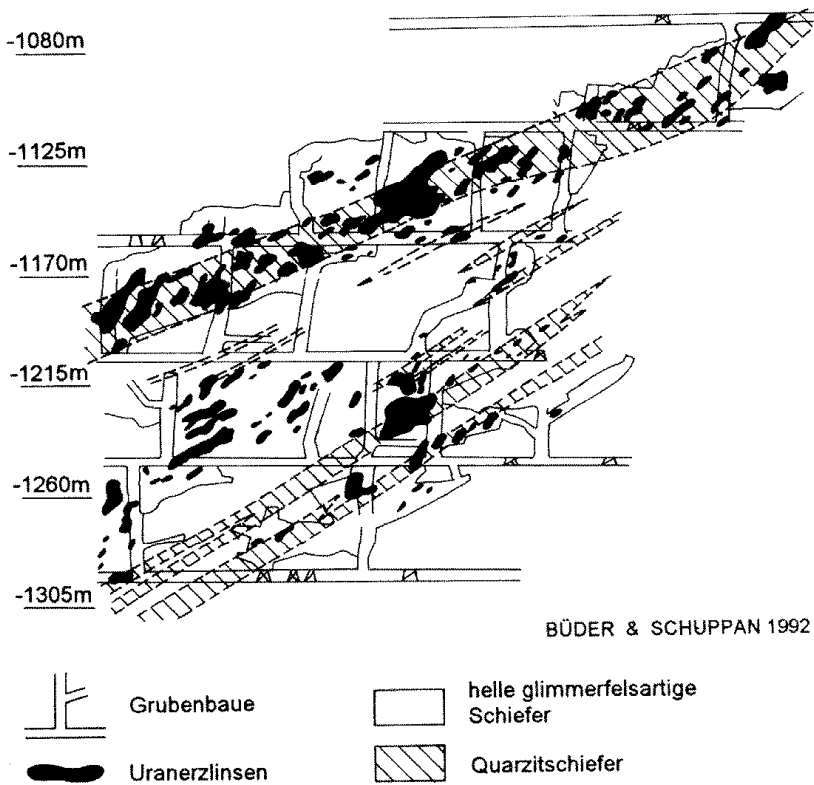 -1080m
-1125m
-1170m
-1215m
-1260m
-1305m
BÜDER & SCHUPPAN 1992
Grubenbaue
helle glimmerfelsartige
Schiefer
Uranerzlinsen
Quarzitschiefer